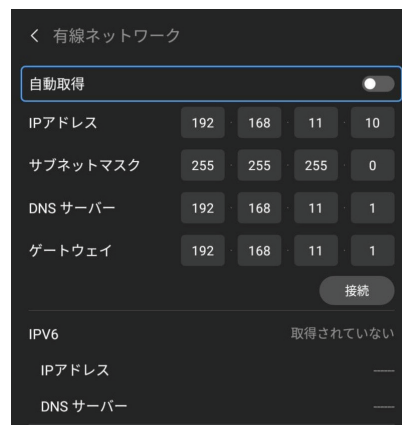 有線ネットワーク
自動取得
IPアドレス 192 . 168 . 11 . 10
サブネットマスク 255 . 255 . 255 . 0
DNS サーバー 192 . 168 . 11 . 1
ゲートウェイ 192 . 168 . 11 . 1
接続
IPV6 取得されていない
IPアドレス —
DNS サーバー —